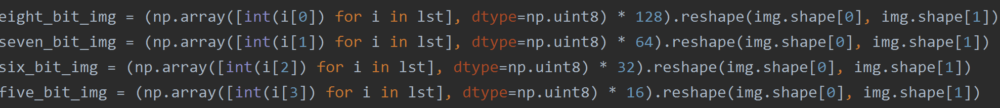 eight_bit_img = (np.array([int(i[0]) for i in lst], dtype=np.uint8) * 128).reshape(img.shape[0], img.shape[1])
seven_bit_img = (np.array([int(i[1]) for i in lst], dtype=np.uint8) * 64).reshape(img.shape[0], img.shape[1])
six_bit_img = (np.array([int(i[2]) for i in lst], dtype=np.uint8) * 32).reshape(img.shape[0], img.shape[1])
five_bit_img = (np.array([int(i[3]) for i in lst], dtype=np.uint8) * 16).reshape(img.shape[0], img.shape[1])